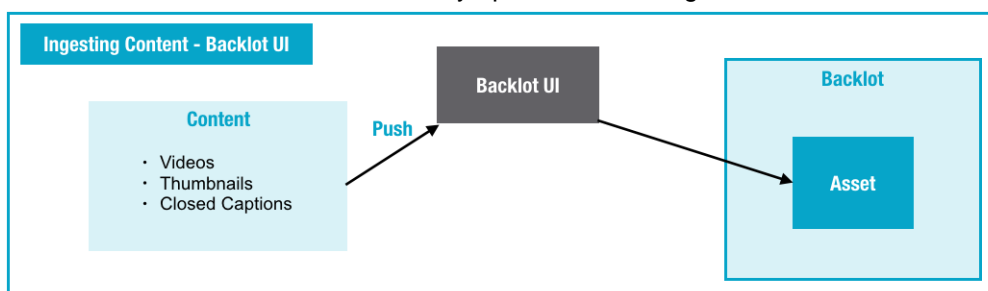 Ingesting Content - Backlot UI
Backlot UI
Backlot
Content
Push
· Videos
· Thumbnails
· Closed Captions
Asset